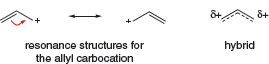 + + δ+ δ+
resonance structures for hybrid
the allyl carbocation